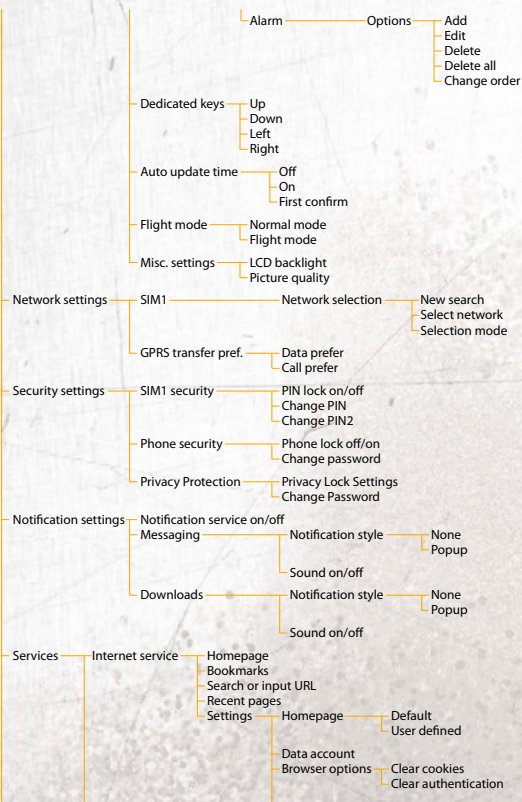 Alarm Options Add
Edit
Delete
Delete all
Change order
Dedicated keys Up
Down
Left
Right
Auto update time Off
On
First confirm
Flight mode Normal mode
Flight mode
Misc. settings LCD backlight
Picture quality
Network settings SIM1 Network selection New search
Select network
Selection mode
GPRS transfer pref. Data prefer
Call prefer
Security settings SIM1 security PIN lock on/off
Change PIN
Change PIN2
Phone security Phone lock off/on
Change password
Privacy Protection Privacy Lock Settings
Change Password
Notification settings Notification service on/off
Messaging Notification style None
Popup
Sound on/off
Downloads Notification style None
Popup
Sound on/off
Services Internet service Homepage
Bookmarks
Search or input URL
Recent pages
Settings Homepage Default
User defined
Data account
Browser options Clear cookies
Clear authentication